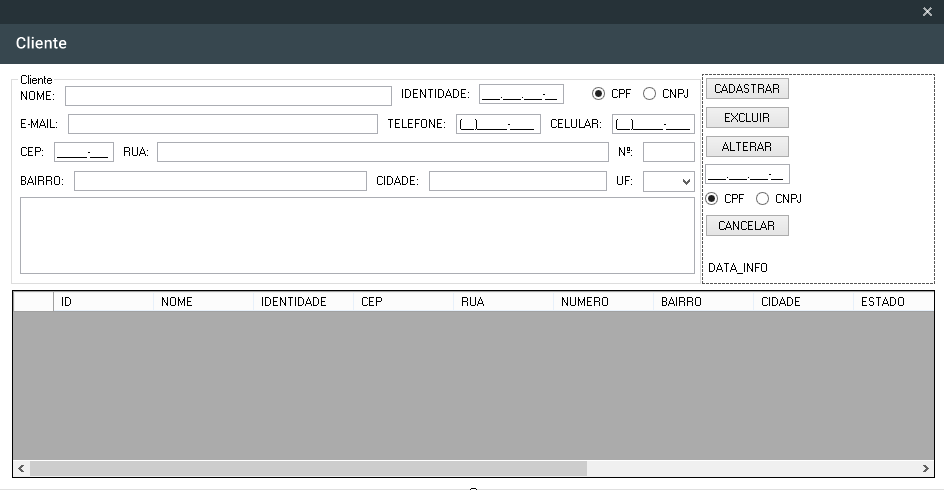 Cliente
Cliente
NOME: IDENTIDADE: ___.___.___-__ CPF CNPJ
E-MAIL: TELEFONE: (__)_____-____ CELULAR: (__)_____-____
CEP: _____-___ RUA: Nº:
BAIRRO: CIDADE: UF:
CADASTRAR
EXCLUIR
ALTERAR
___.___.___-__
CPF CNPJ
CANCELAR
DATA_INFO
ID NOME IDENTIDADE CEP RUA NUMERO BAIRRO CIDADE ESTADO